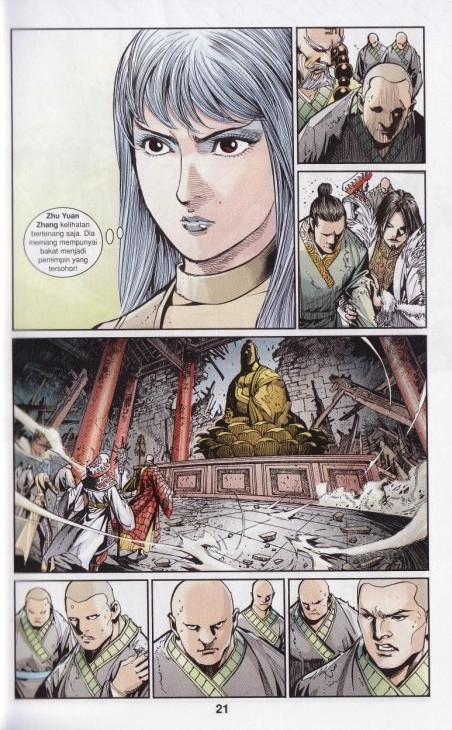 Zhu Yuan
Zhang kelihatan
bertenang saja. Dia
memang mempunyai
bakat menjadi
pemimpin yang
tersohor!
21